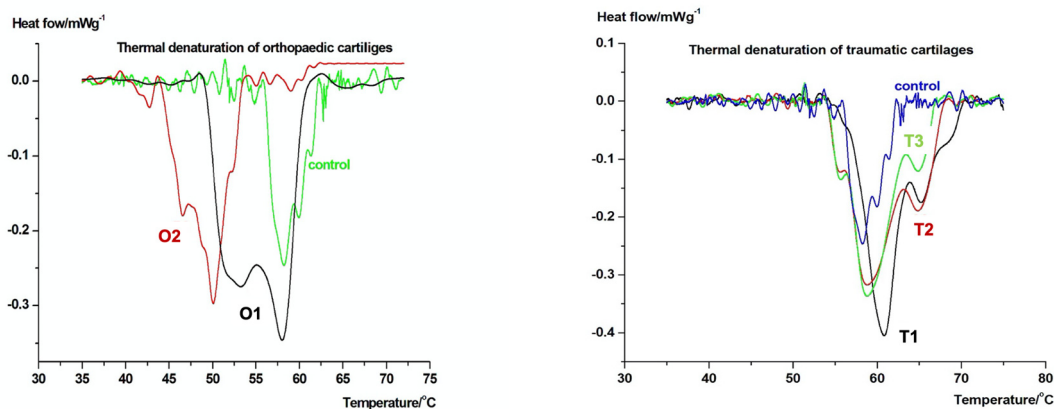 Heat fow/mWg-1
Thermal denaturation of orthopaedic cartiliges
0.0
-0.1
-0.2
-0.3
control
O2
O1
30 35 40 45 50 55 60 65 70 75
Temperature/°C
Heat flow/mWg-1
0.1
Thermal denaturation of traumatic cartilages
control
0.0
-0.1
-0.2
-0.3
-0.4
T3
T2
T1
30 40 50 60 70 80
Temperature/°C